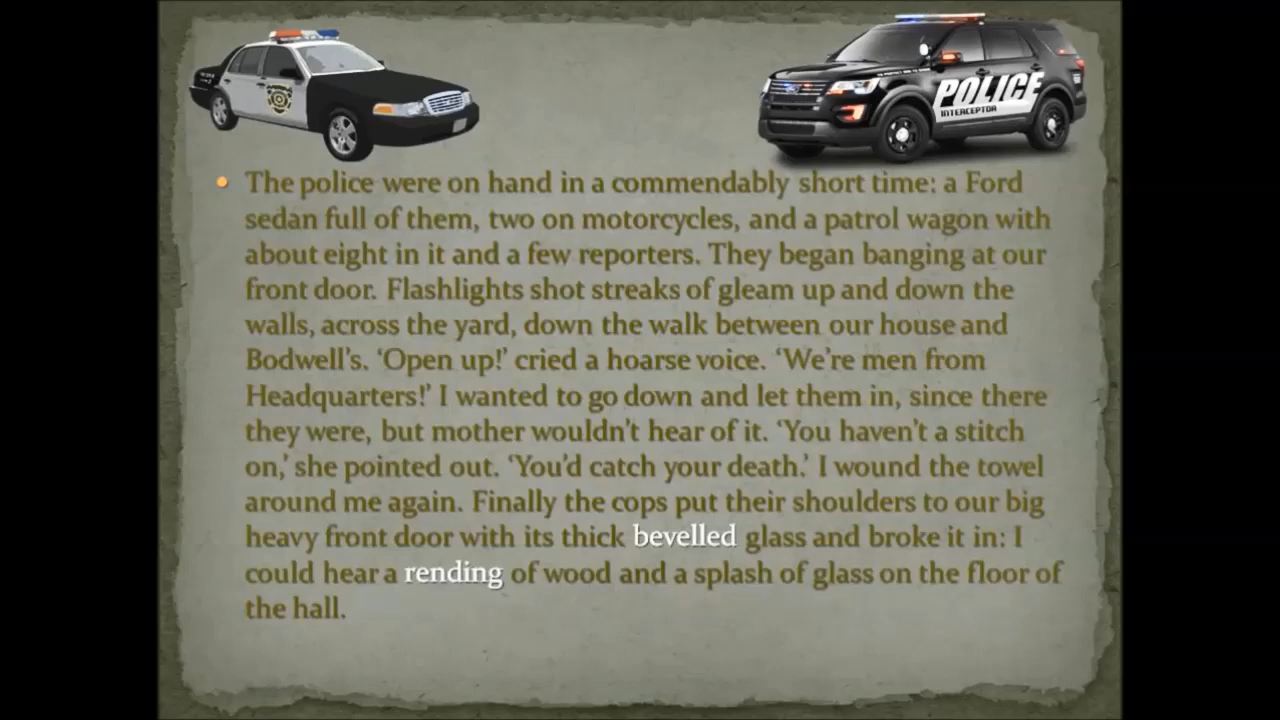 POLICE
INTERCEPTOR
The police were on hand in a commendably short time: a Ford
sedan full of them, two on motorcycles, and a patrol wagon with
about eight in it and a few reporters. They began banging at our
front door. Flashlights shot streaks of gleam up and down the
walls, across the yard, down the walk between our house and
Bodwell's. ‘Open up!’ cried a hoarse voice. ‘We're men from
Headquarters!’ I wanted to go down and let them in, since there
they were, but mother wouldn't hear of it. ‘You haven't a stitch
on,’ she pointed out. ‘You'd catch your death.’ I wound the towel
around me again. Finally the cops put their shoulders to our big
heavy front door with its thick bevelled glass and broke it in: I
could hear a rending of wood and a splash of glass on the floor of
the hall.